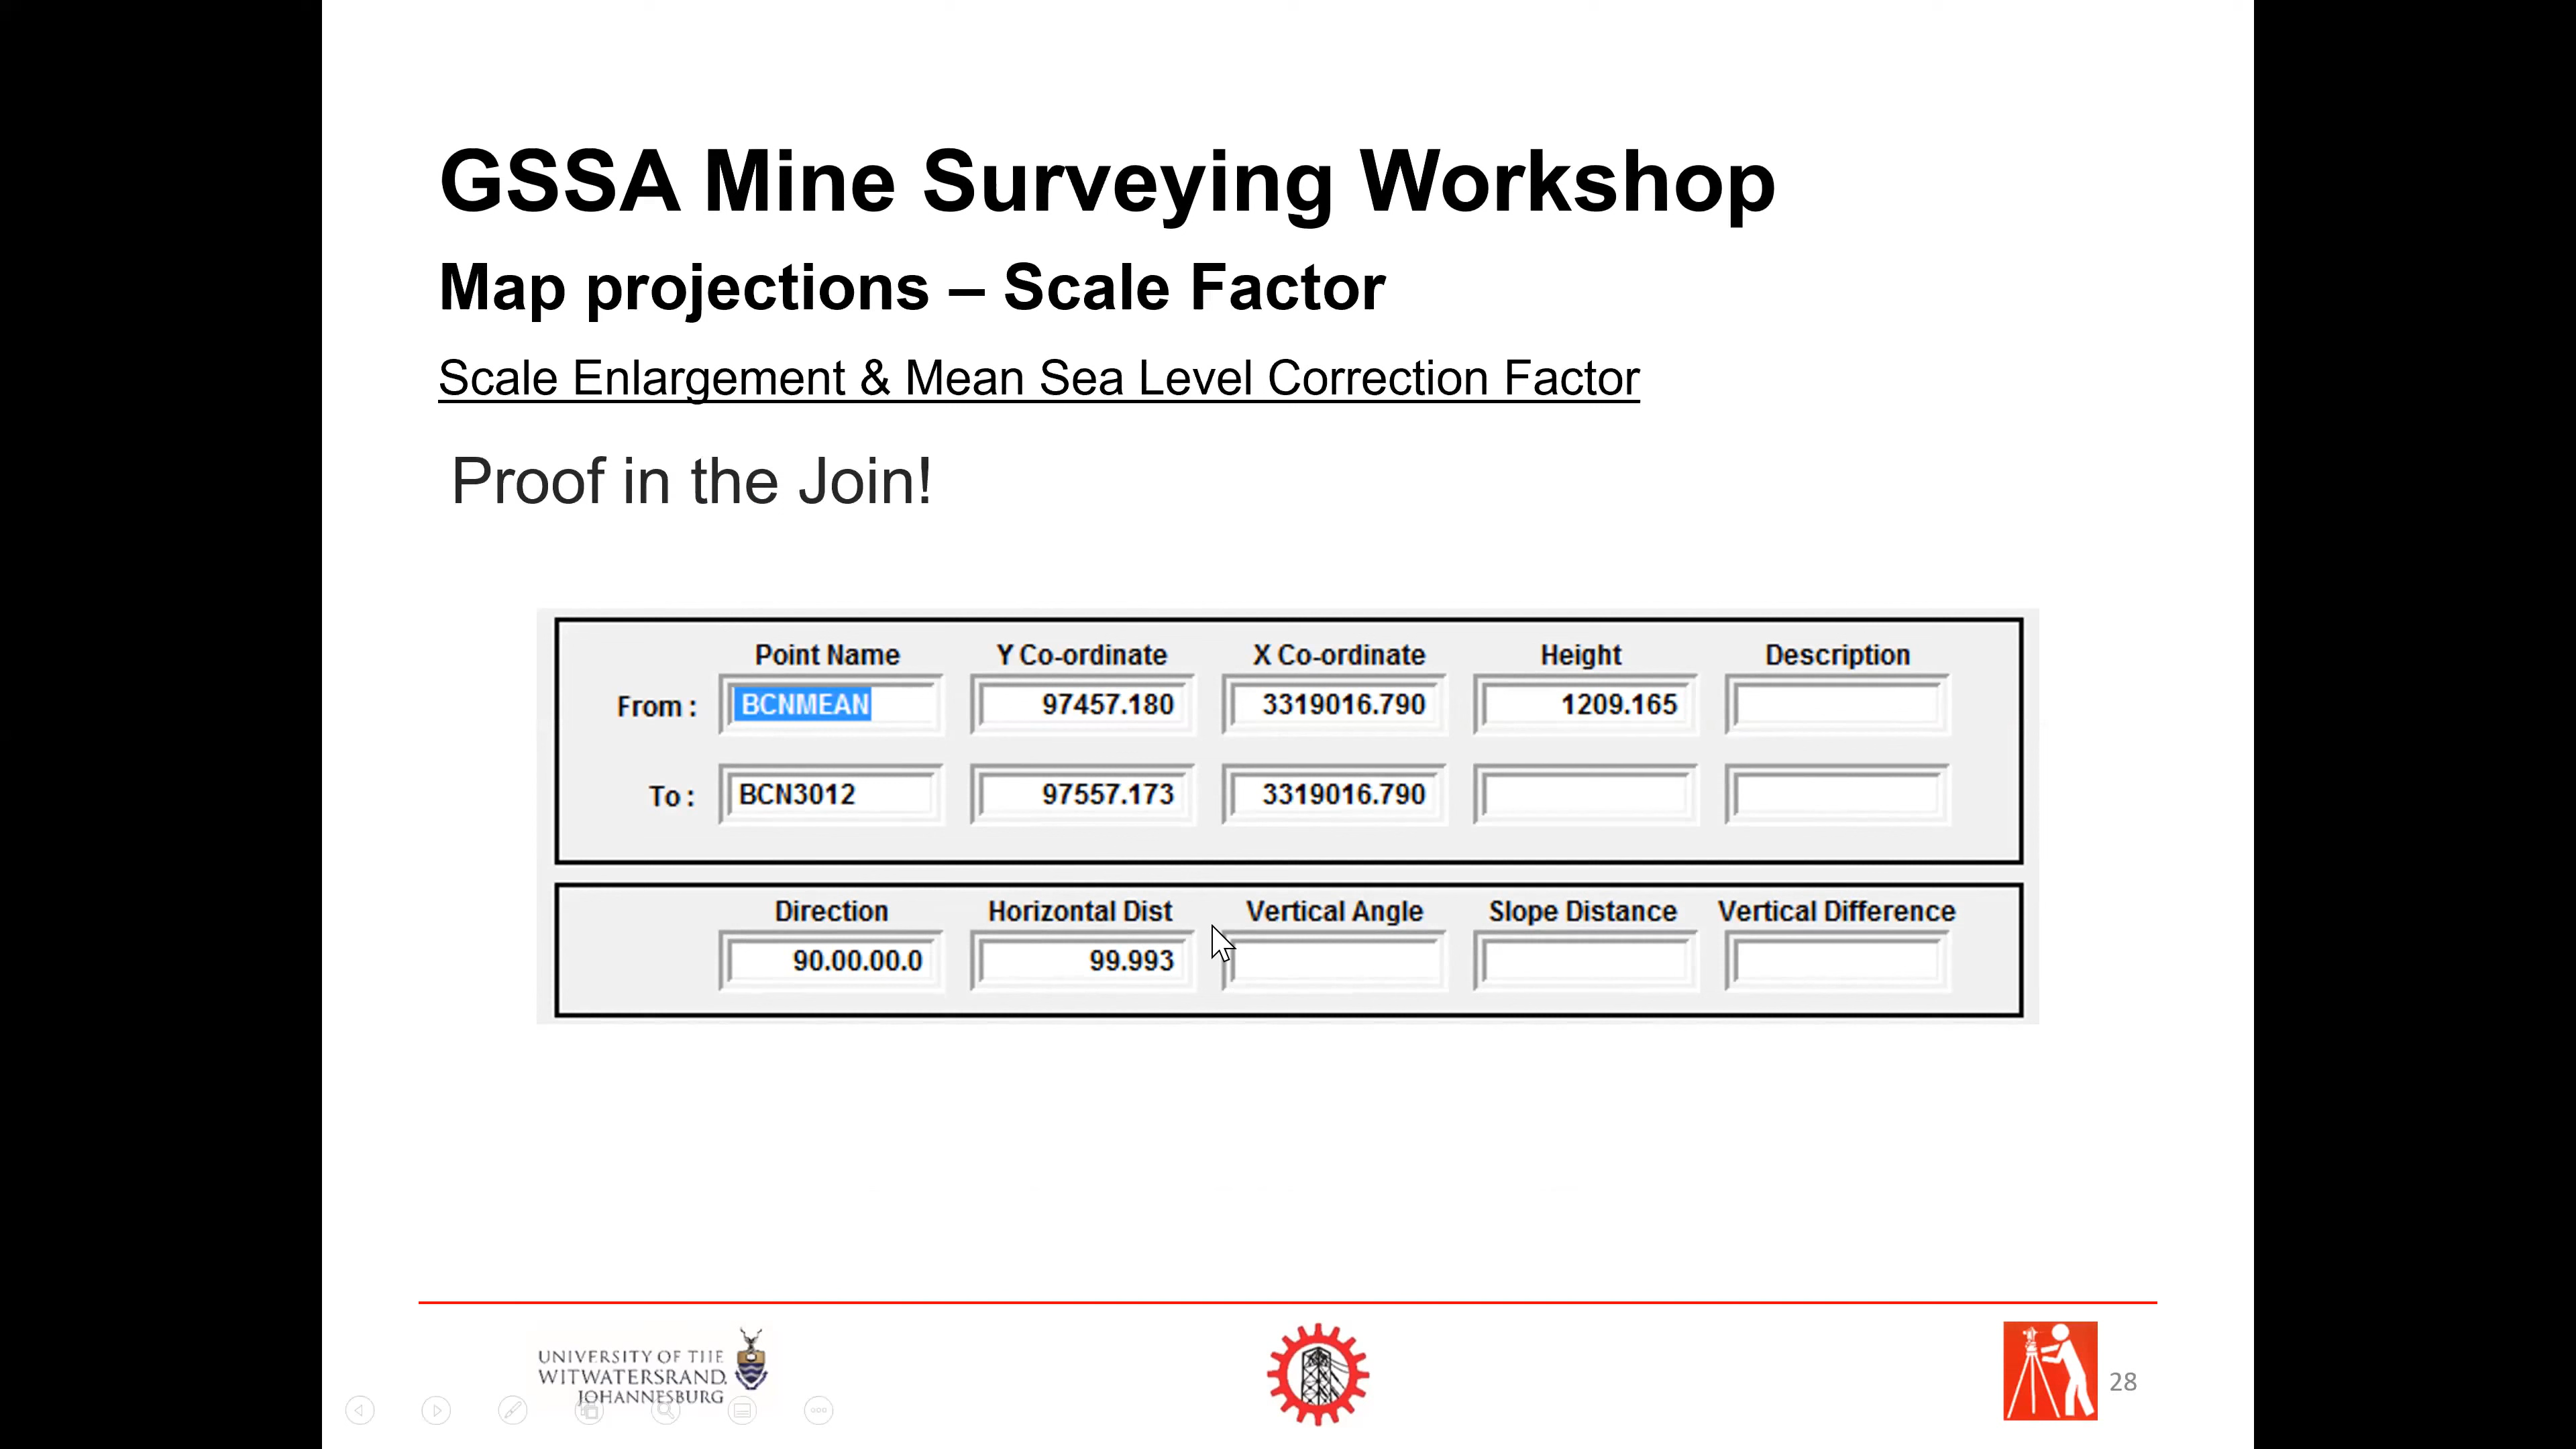 GSSA Mine Surveying Workshop
Map projections – Scale Factor
Scale Enlargement & Mean Sea Level Correction Factor
Proof in the Join!
Point Name Y Co-ordinate X Co-ordinate Height Description
From : BCNMEAN 97457.180 3319016.790 1209.165
To : BCN3012 97557.173 3319016.790
Direction Horizontal Dist Vertical Angle Slope Distance Vertical Difference
90.00.00.0 99.993
UNIVERSITY OF THE
WITWATERSRAND,
JOHANNESBURG
28